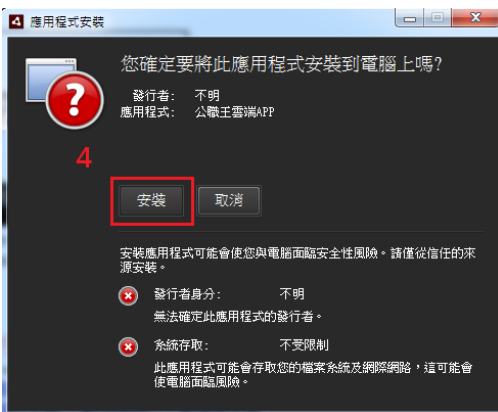 應用程式安裝
您確定要將此應用程式安裝到電腦上嗎?
發行者: 不明
應用程式: 公職王雲端APP
4
安裝 取消
安裝應用程式可能會使您與電腦面臨安全性風險。請僅從信任的來
源安裝。
發行者身分: 不明
無法確定此應用程式的發行者。
系統存取: 不受限制
此應用程式可能會存取您的檔案系統及網際網路，這可能會
使電腦面臨風險。